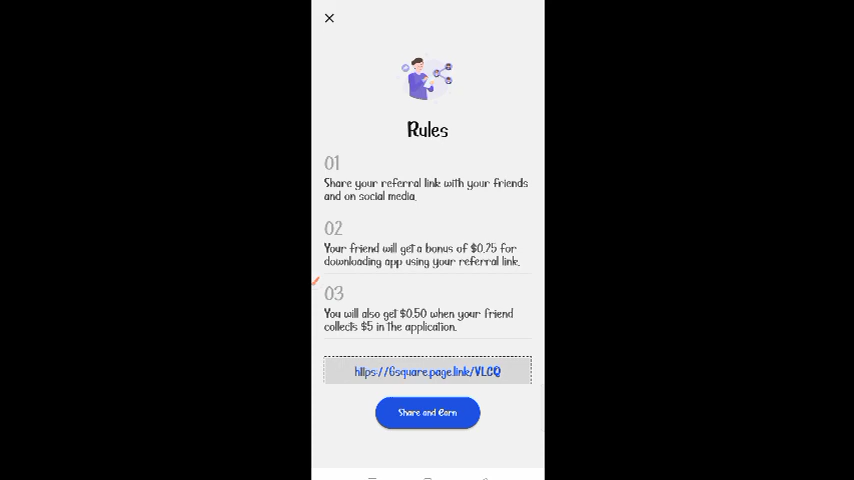 Rules
01
Share your referral link with your friends
and on social media.
02
Your friend will get a bonus of $0.25 for
downloading app using your referral link.
03
You will also get $0.50 when your friend
collects $5 in the application.
https://6square.page.link/VLCQ
Share and Earn